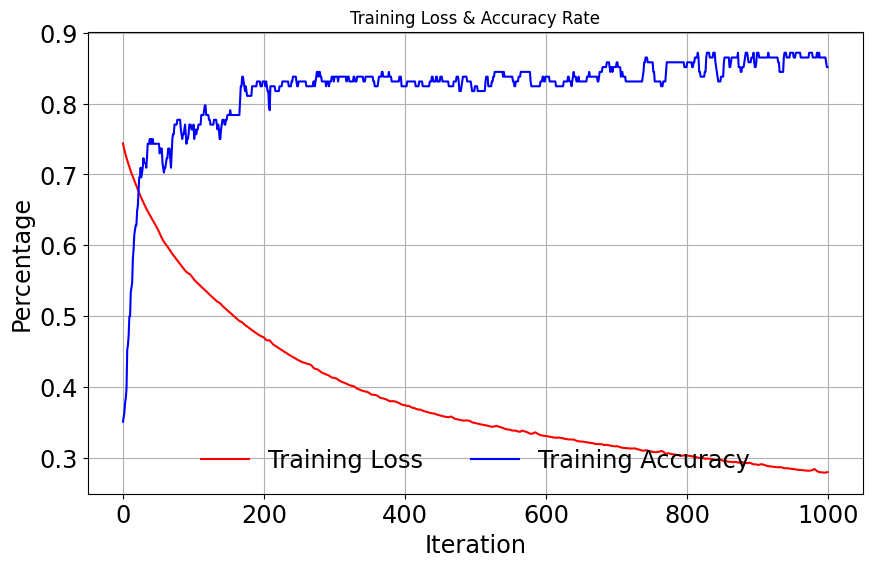 Training Loss & Accuracy Rate
0.9
0.8
0.7
0.6
0.5
0.4
0.3
Percentage
Training Loss Training Accuracy
0 200 400 600 800 1000
Iteration